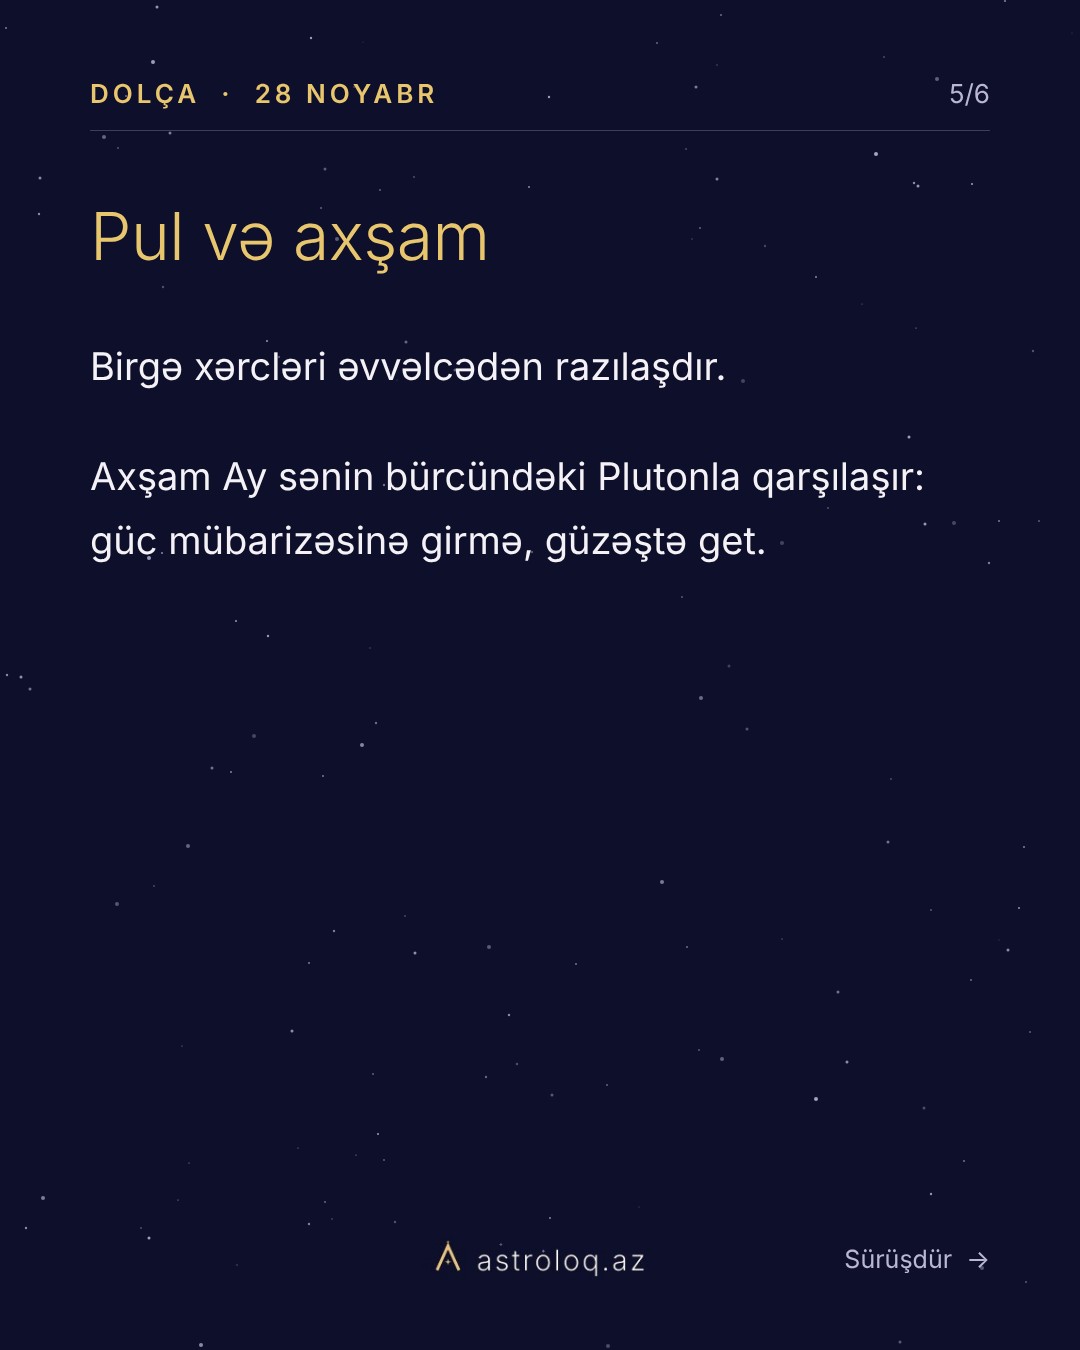 DOLÇA · 28 NOYABR
5/6
Pul və axşam
Birgə xərcləri əvvəlcədən razılaşdır.
Axşam Ay sənin bürcündəki Plutonla qarşılaşır:
güc mübarizəsinə girmə, güzəştə get.
astroloq.az
Sürüşdür →